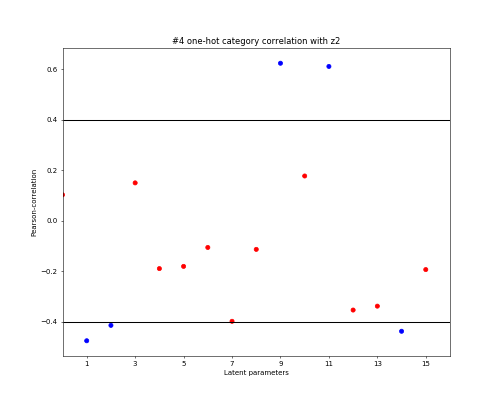 #4 one-hot category correlation with z2
0.6
0.4
0.2
0.0
−0.2
−0.4
Pearson-correlation
1 3 5 7 9 11 13 15
Latent parameters